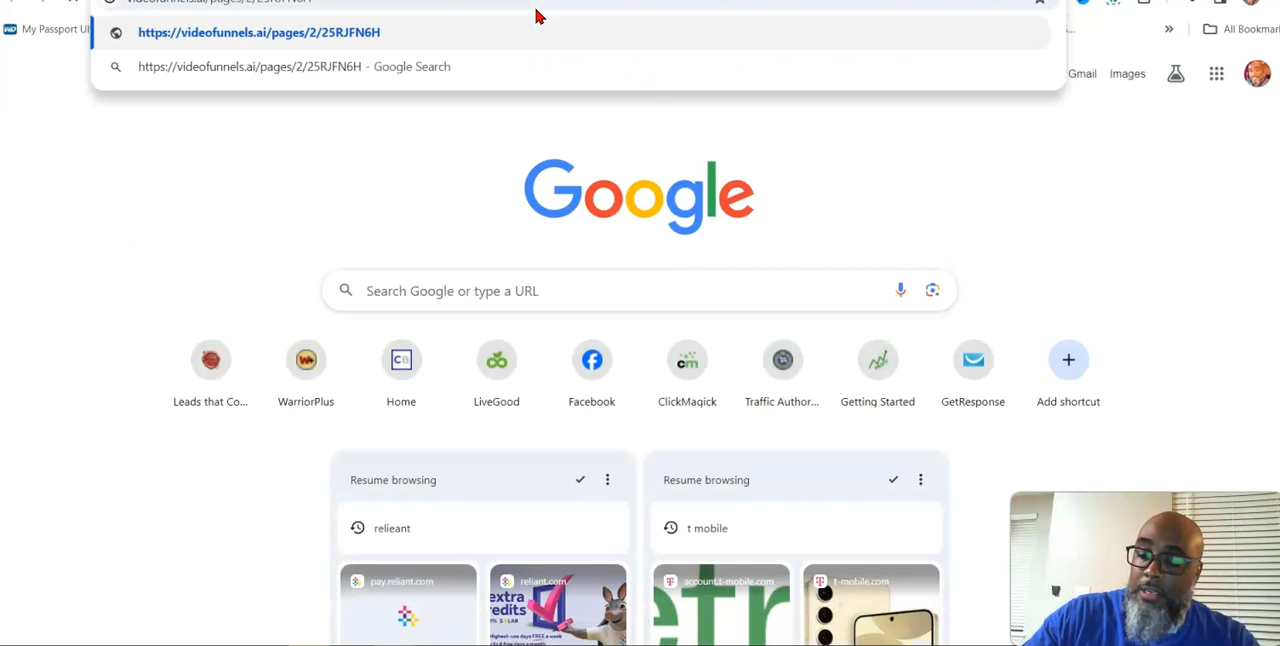 https://videofunnels.ai/pages/2/25RJFN6H
My Passport Ul
All Bookmar
https://videofunnels.ai/pages/2/25RJFN6H - Google Search
Gmail Images
Google
Search Google or type a URL
CB
cm
Leads that Co... WarriorPlus Home LiveGood Facebook ClickMagick Traffic Author... Getting Started GetResponse Add shortcut
Resume browsing Resume browsing
relieant t mobile
pay.reliant.com reliant.com account.t-mobile.com t-mobile.com
extra
redits